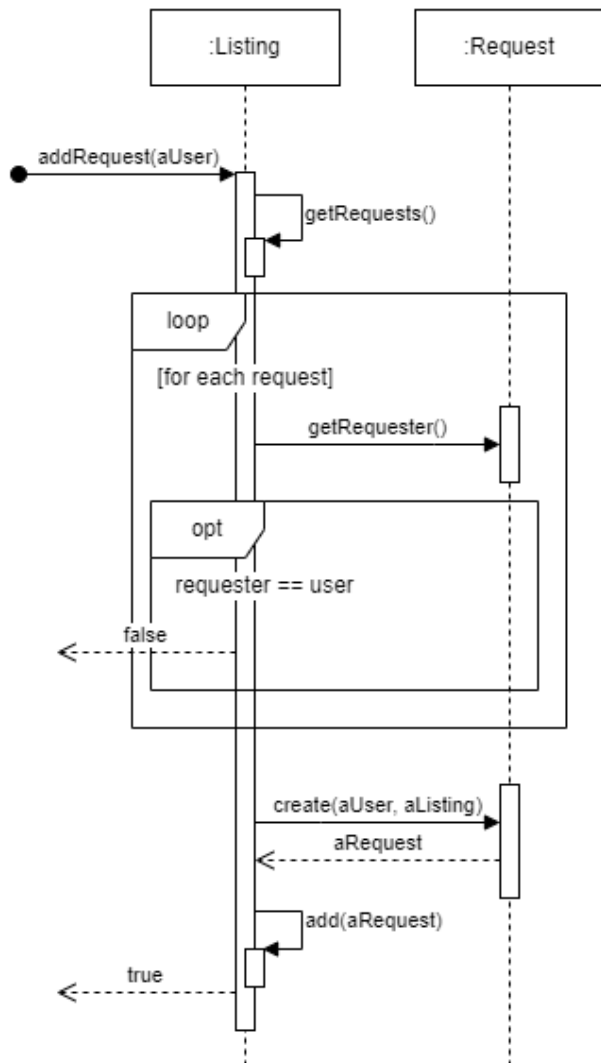 :Listing
:Request
addRequest(aUser)
getRequests()
loop
[for each request]
getRequester()
opt
requester == user
false
create(aUser, aListing)
aRequest
add(aRequest)
true